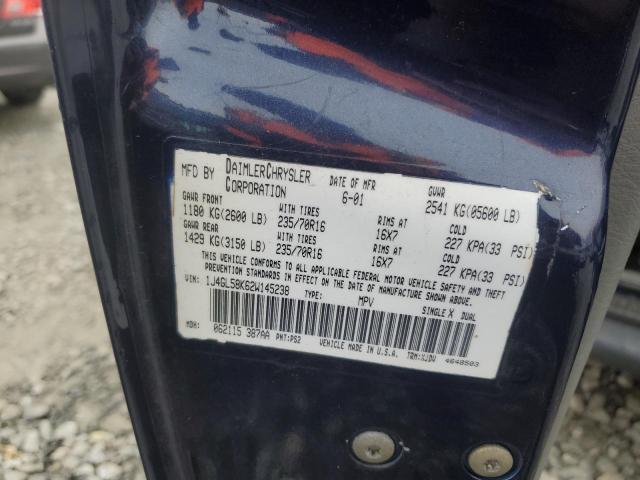 MFD BY DAIMLERCHRYSLER CORPORATION DATE OF MFR 6-01 GVWR 2541 KG(05600 LB)
GAWR FRONT WITH TIRES RIMS AT COLD
1180 KG(2600 LB) 235/70R16 16X7 227 KPA(33 PSI)
GAWR REAR WITH TIRES RIMS AT COLD
1429 KG(3150 LB) 235/70R16 16X7 227 KPA(33 PSI)
THIS VEHICLE CONFORMS TO ALL APPLICABLE FEDERAL MOTOR VEHICLE SAFETY AND THEFT
PREVENTION STANDARDS IN EFFECT ON THE DATE OF MANUFACTURE SHOWN ABOVE.
VIN: 1J4GL58K62W145238 TYPE: MPV SINGLE X DUAL
MDH: 062115 387AA PNT:PS2 VEHICLE MADE IN U.S.A. TRM:XJDV 4648503